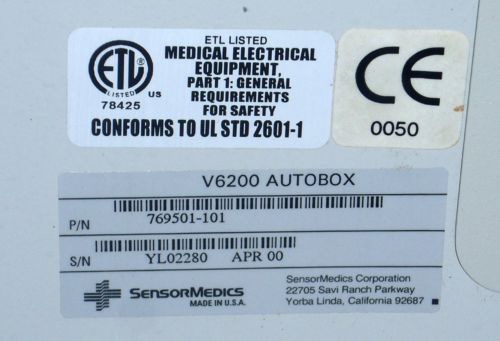 ETL LISTED
MEDICAL ELECTRICAL
EQUIPMENT,
PART 1: GENERAL
REQUIREMENTS
FOR SAFETY
CONFORMS TO UL STD 2601-1
ETL ®
LISTED
US
78425
CE
0050
V6200 AUTOBOX
P/N 769501-101
S/N YL02280 APR 00
SENSORMEDICS
MADE IN U.S.A.
SensorMedics Corporation
22705 Savi Ranch Parkway
Yorba Linda, California 92687